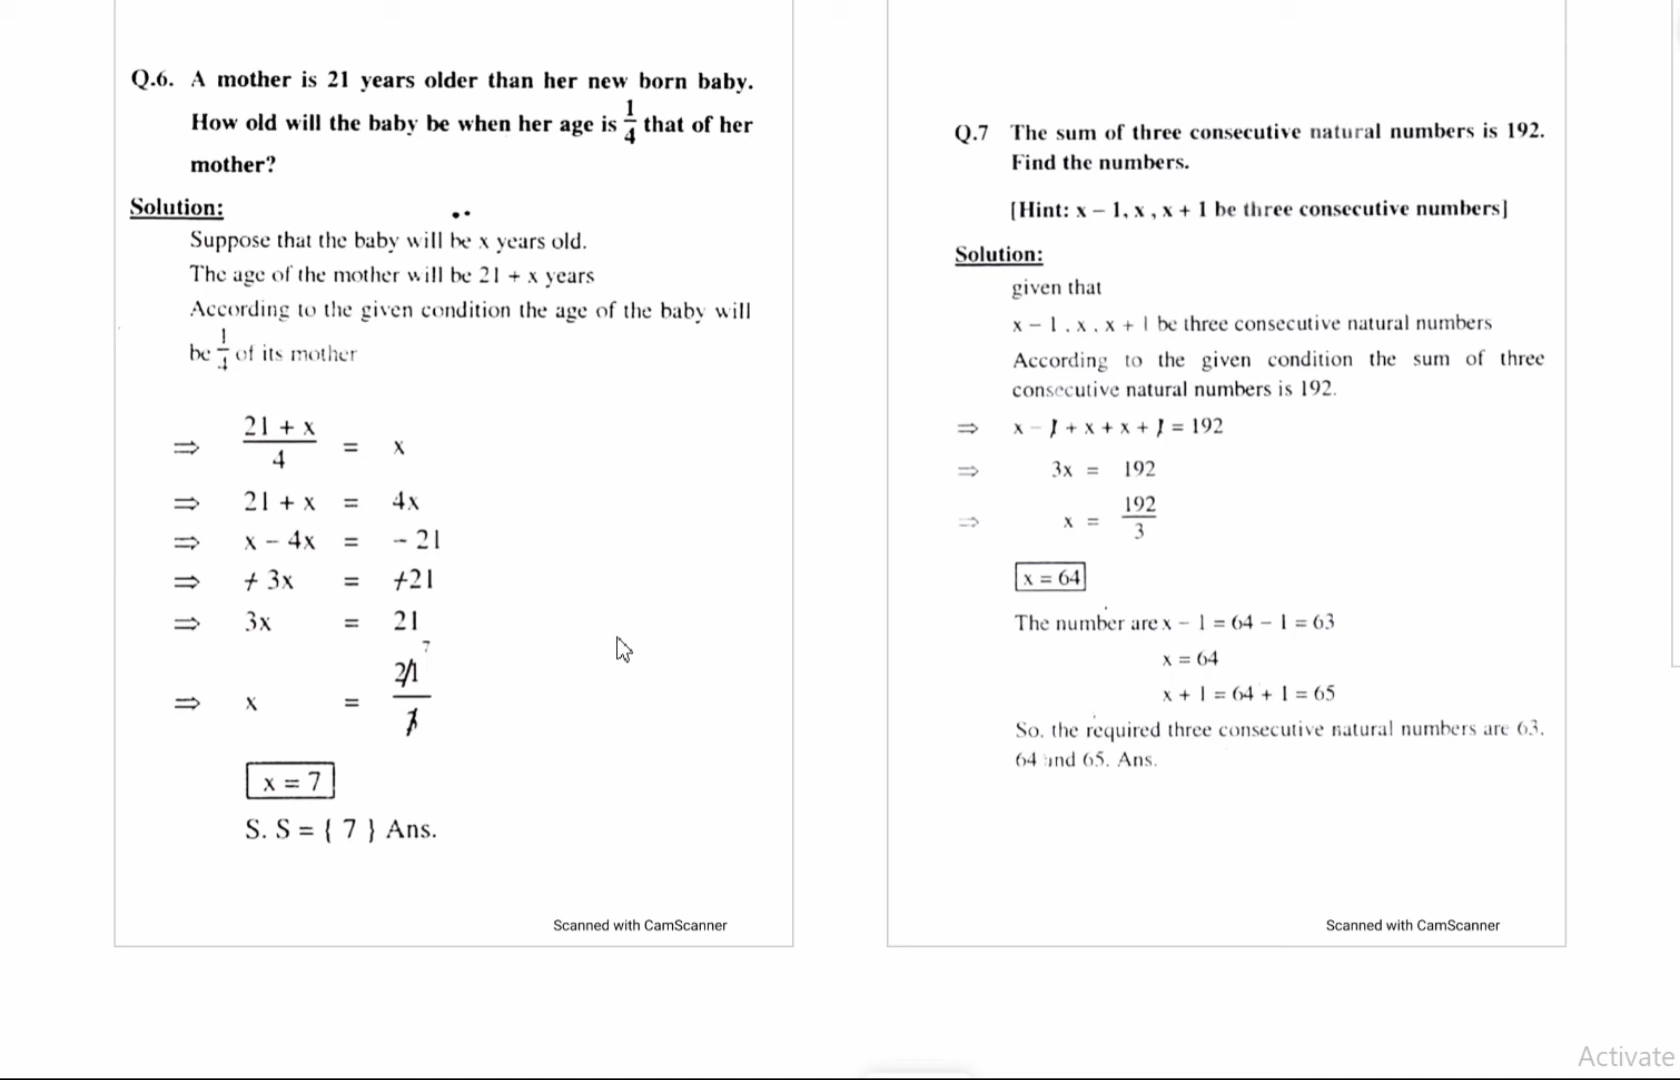 Q.6. A mother is 21 years older than her new born baby.
How old will the baby be when her age is 1/4 that of her
mother?
Solution:
Suppose that the baby will be x years old.
The age of the mother will be 21 + x years
According to the given condition the age of the baby will
be 1/4 of its mother
⇒ (21 + x)/4 = x
⇒ 21 + x = 4x
⇒ x – 4x = – 21
⇒ + 3x = +21
⇒ 3x = 21
⇒ x = 21/3 7
x = 7
S. S = { 7 } Ans.
Scanned with CamScanner
Q.7 The sum of three consecutive natural numbers is 192.
Find the numbers.
[Hint: x – 1, x , x + 1 be three consecutive numbers]
Solution:
given that
x – 1 . x . x + 1 be three consecutive natural numbers
According to the given condition the sum of three
consecutive natural numbers is 192.
⇒ x – 1 + x + x + 1 = 192
⇒ 3x = 192
⇒ x = 192/3
x = 64
The number are x – 1 = 64 – 1 = 63
x = 64
x + 1 = 64 + 1 = 65
So. the required three consecutive natural numbers are 63.
64 and 65. Ans.
Scanned with CamScanner
Activate